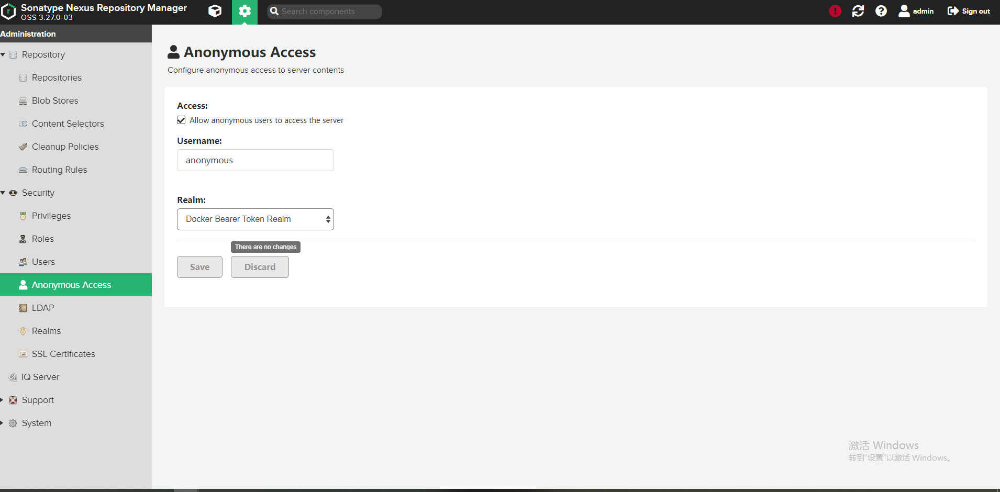 Sonatype Nexus Repository Manager
OSS 3.27.0-03
Search components
admin
Sign out
Administration
Repository
Repositories
Blob Stores
Content Selectors
Cleanup Policies
Routing Rules
Security
Privileges
Roles
Users
Anonymous Access
LDAP
Realms
SSL Certificates
IQ Server
Support
System
Anonymous Access
Configure anonymous access to server contents
Access:
Allow anonymous users to access the server
Username:
anonymous
Realm:
Docker Bearer Token Realm
There are no changes
Save
Discard
激活 Windows
转到“设置”以激活 Windows。